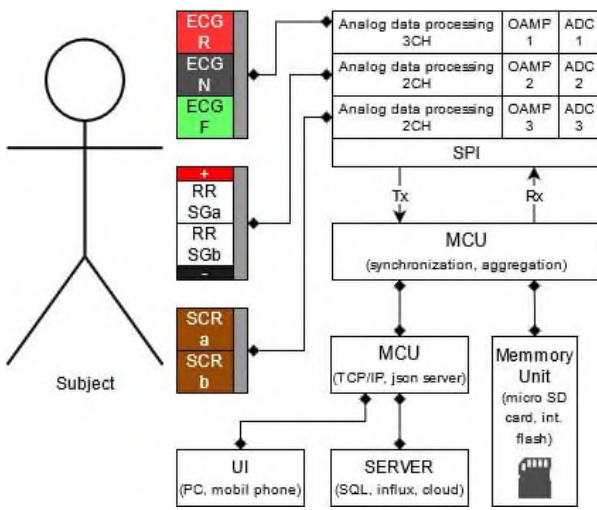 ECG
R
ECG
N
ECG
F
Analog data processing
3CH
OAMP
1
ADC
1
Analog data processing
2CH
OAMP
2
ADC
2
Analog data processing
2CH
OAMP
3
ADC
3
SPI
Tx
Rx
+
RR
SGa
RR
SGb
-
MCU
(synchronization, aggregation)
SCR
a
SCR
b
Subject
MCU
(TCP/IP, json server)
Memmory
Unit
(micro SD
card, int.
flash)
UI
(PC, mobil phone)
SERVER
(SQL, influx, cloud)